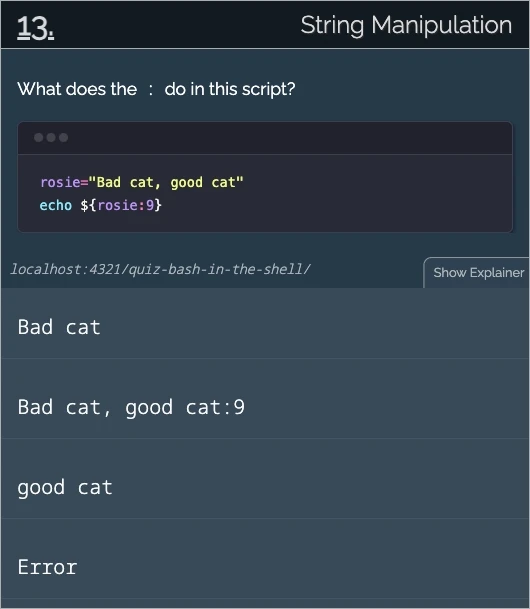 13.
String Manipulation
What does the : do in this script?
rosie="Bad cat, good cat"
echo ${rosie:9}
localhost:4321/quiz-bash-in-the-shell/
Show Explainer
Bad cat
Bad cat, good cat:9
good cat
Error